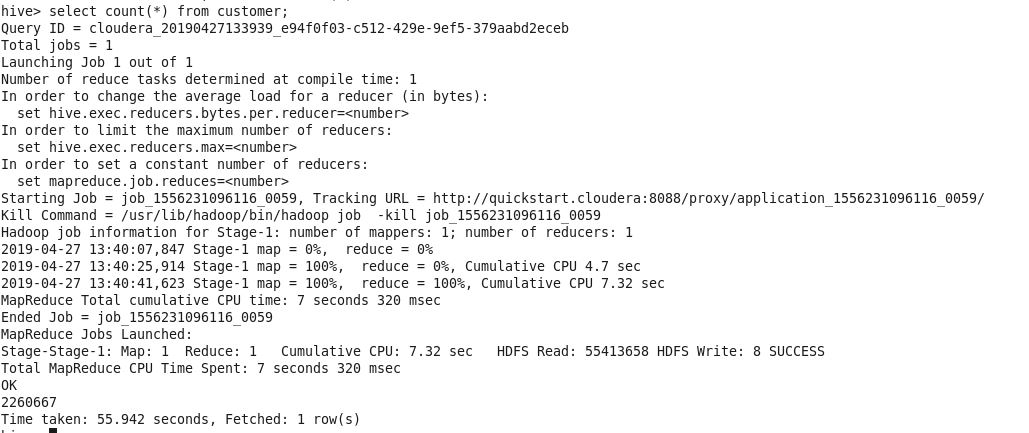 hive> select count(*) from customer;
Query ID = cloudera_20190427133939_e94f0f03-c512-429e-9ef5-379aabd2eceb
Total jobs = 1
Launching Job 1 out of 1
Number of reduce tasks determined at compile time: 1
In order to change the average load for a reducer (in bytes):
  set hive.exec.reducers.bytes.per.reducer=<number>
In order to limit the maximum number of reducers:
  set hive.exec.reducers.max=<number>
In order to set a constant number of reducers:
  set mapreduce.job.reduces=<number>
Starting Job = job_1556231096116_0059, Tracking URL = http://quickstart.cloudera:8088/proxy/application_1556231096116_0059/
Kill Command = /usr/lib/hadoop/bin/hadoop job  -kill job_1556231096116_0059
Hadoop job information for Stage-1: number of mappers: 1; number of reducers: 1
2019-04-27 13:40:07,847 Stage-1 map = 0%,  reduce = 0%
2019-04-27 13:40:25,914 Stage-1 map = 100%,  reduce = 0%, Cumulative CPU 4.7 sec
2019-04-27 13:40:41,623 Stage-1 map = 100%,  reduce = 100%, Cumulative CPU 7.32 sec
MapReduce Total cumulative CPU time: 7 seconds 320 msec
Ended Job = job_1556231096116_0059
MapReduce Jobs Launched:
Stage-Stage-1: Map: 1  Reduce: 1   Cumulative CPU: 7.32 sec   HDFS Read: 55413658 HDFS Write: 8 SUCCESS
Total MapReduce CPU Time Spent: 7 seconds 320 msec
OK
2260667
Time taken: 55.942 seconds, Fetched: 1 row(s)